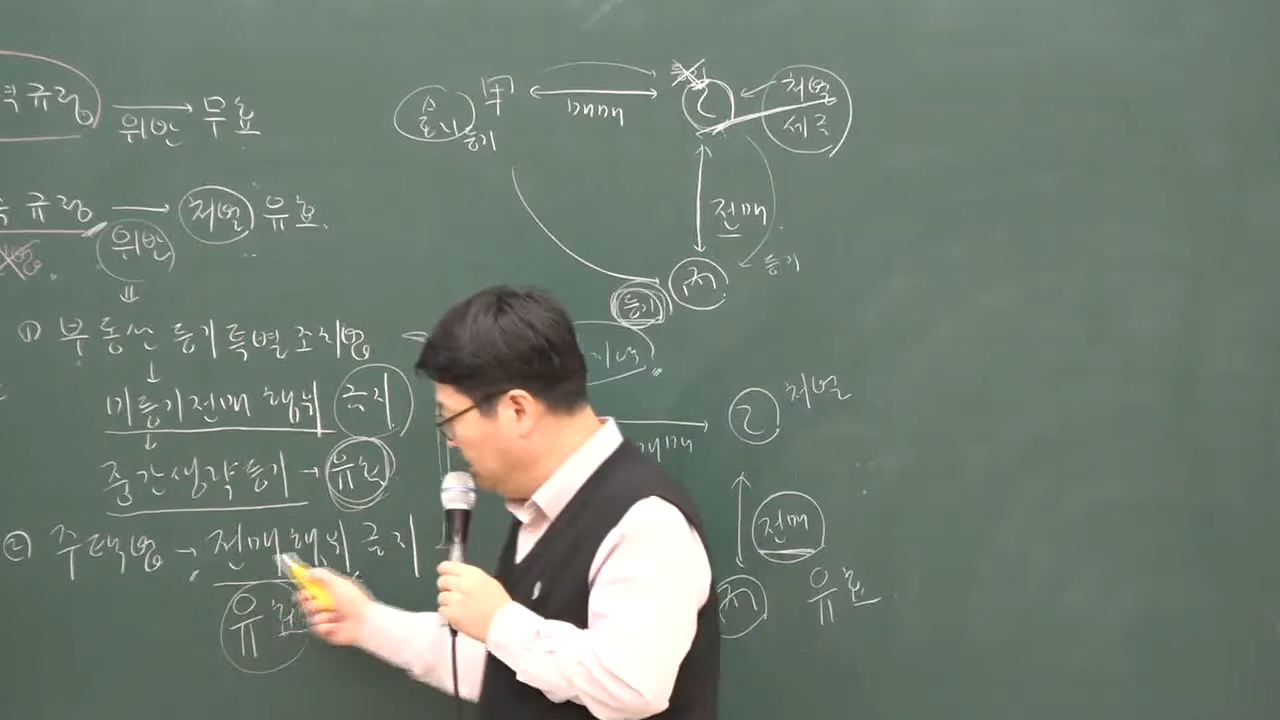 규정 → 위반 무효
규정 → 처벌 유효.
위반
① 부동산 등기특별조치법
미등기전매 행위 금지
중간생략등기 → 유효
② 주택법 → 전매행위 금지
유효
甲
매매
乙
처벌
등기
전매
丙
등기
등기
乙 처벌
매매
전매
丙 유효